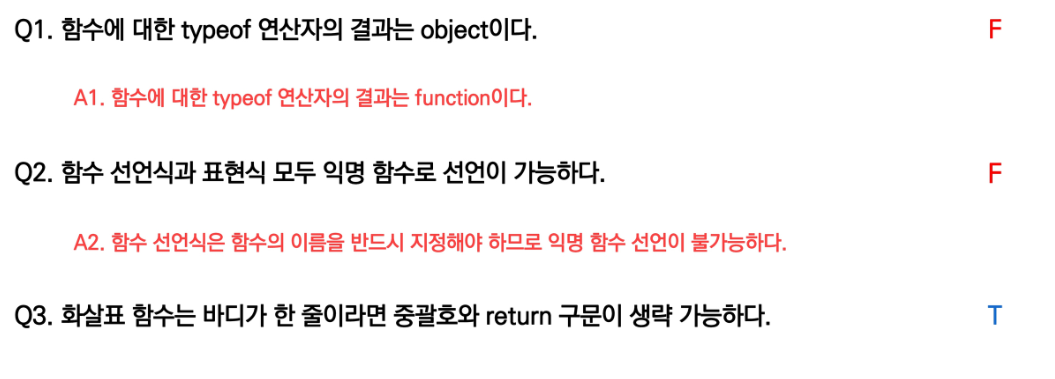 Q1. 함수에 대한 typeof 연산자의 결과는 object이다. F
A1. 함수에 대한 typeof 연산자의 결과는 function이다.
Q2. 함수 선언식과 표현식 모두 익명 함수로 선언이 가능하다. F
A2. 함수 선언식은 함수의 이름을 반드시 지정해야 하므로 익명 함수 선언이 불가능하다.
Q3. 화살표 함수는 바디가 한 줄이라면 중괄호와 return 구문이 생략 가능하다. T